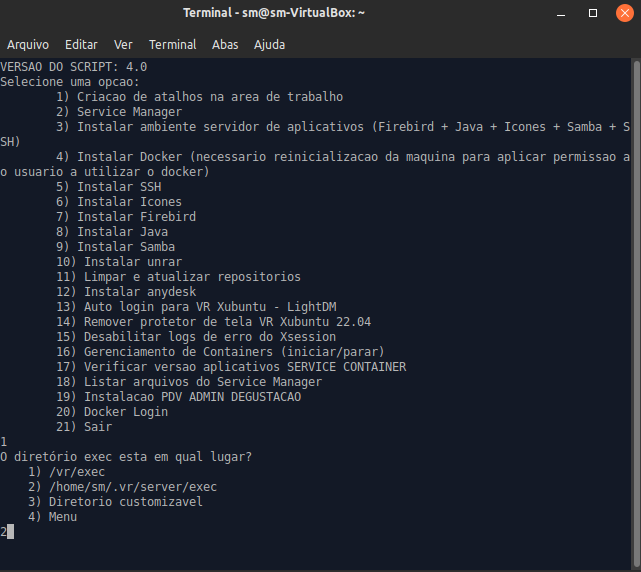 Terminal - sm@sm-VirtualBox: ~
Arquivo Editar Ver Terminal Abas Ajuda
VERSAO DO SCRIPT: 4.0
Selecione uma opcao:
1) Criacao de atalhos na area de trabalho
2) Service Manager
3) Instalar ambiente servidor de aplicativos (Firebird + Java + Icones + Samba + S
SH)
4) Instalar Docker (necessario reinicializacao da maquina para aplicar permissao a
o usuario a utilizar o docker)
5) Instalar SSH
6) Instalar Icones
7) Instalar Firebird
8) Instalar Java
9) Instalar Samba
10) Instalar unrar
11) Limpar e atualizar repositorios
12) Instalar anydesk
13) Auto login para VR Xubuntu - LightDM
14) Remover protetor de tela VR Xubuntu 22.04
15) Desabilitar logs de erro do Xsession
16) Gerenciamento de Containers (iniciar/parar)
17) Verificar versao aplicativos SERVICE CONTAINER
18) Listar arquivos do Service Manager
19) Instalacao PDV ADMIN DEGUSTACAO
20) Docker Login
21) Sair
1
O diretório exec esta em qual lugar?
1) /vr/exec
2) /home/sm/.vr/server/exec
3) Diretorio customizavel
4) Menu
2